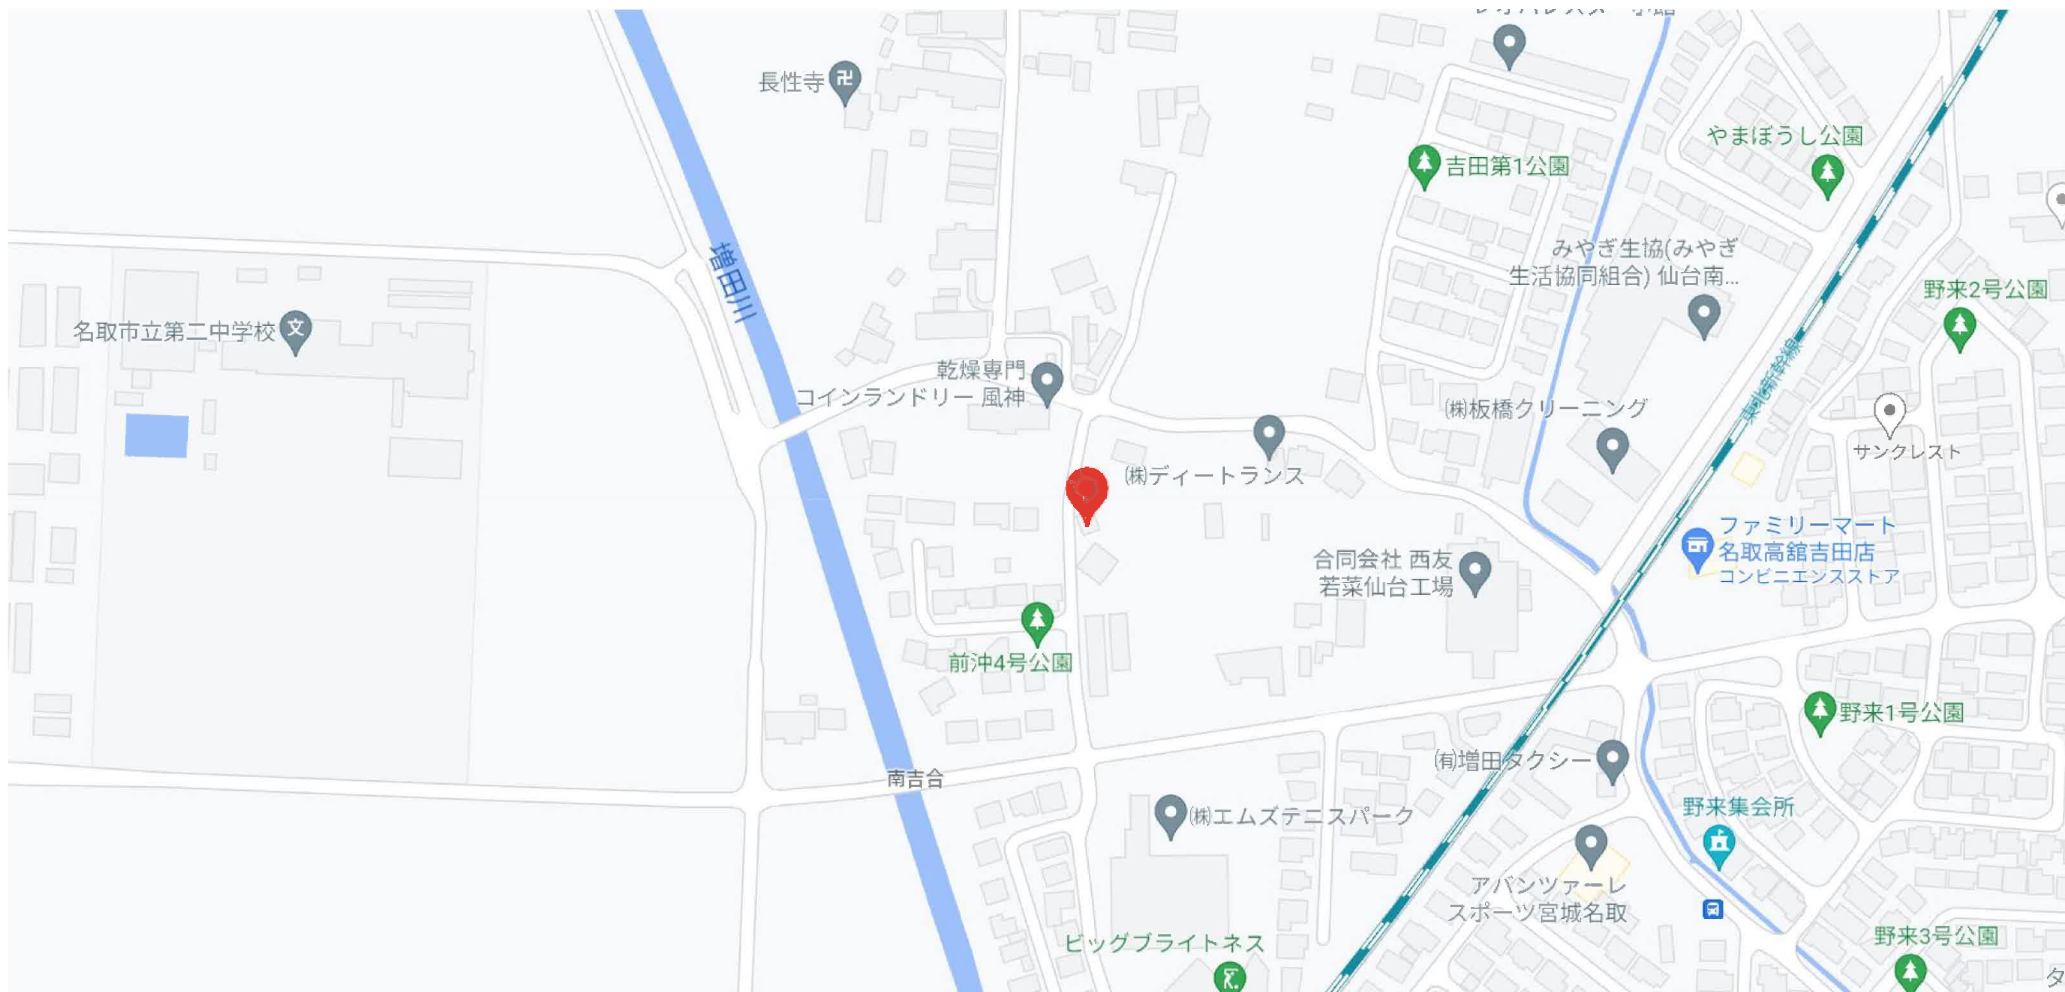 長性寺
吉田第1公園
やまぼうし公園
みやぎ生協(みやぎ
生活協同組合) 仙台南...
野来2号公園
増田川
名取市立第二中学校
文
東北新幹線
乾燥専門
コインランドリー 風神
㈱板橋クリーニング
サンクレスト
㈱ディートランス
ファミリーマート
名取高舘吉田店
コンビニエンスストア
合同会社 西友
若菜仙台工場
前沖4号公園
野来1号公園
南吉合
㈲増田タクシー
㈱エムズテニスパーク
野来集会所
アバンツァーレ
スポーツ宮城名取
ビッグブライトネス
野来3号公園